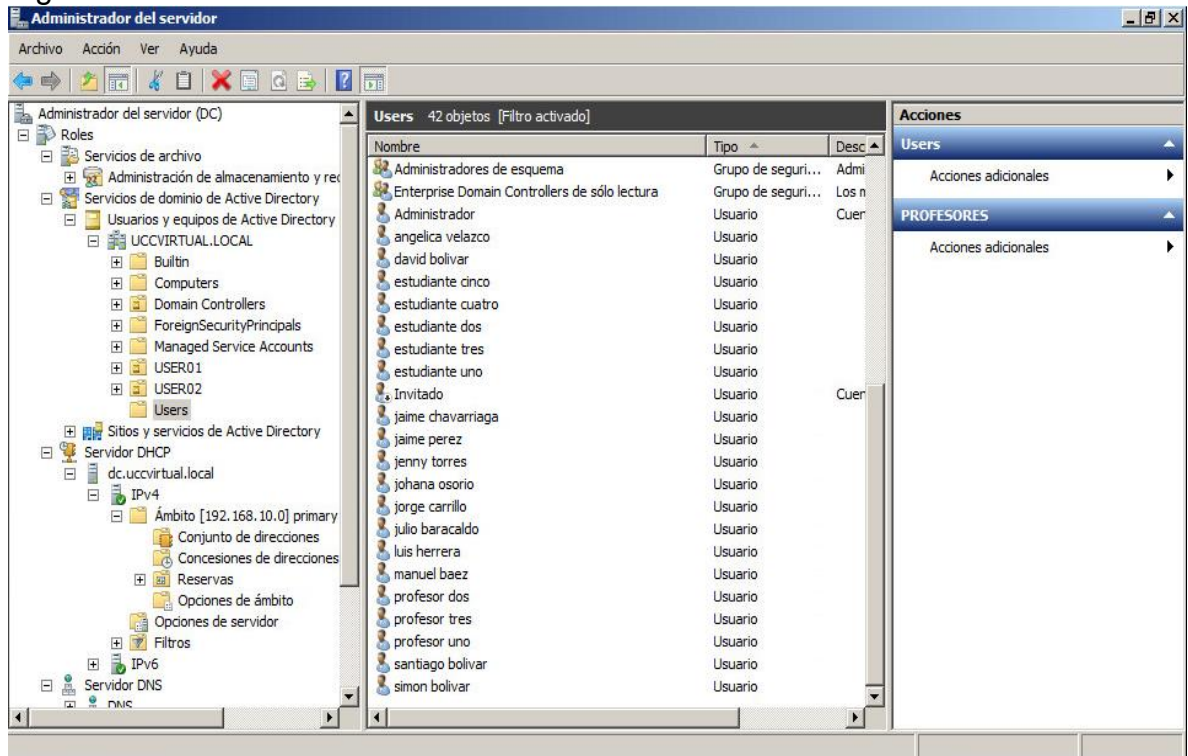 Administrador del servidor
Archivo Acción Ver Ayuda
Administrador del servidor (DC)
Roles
Servicios de archivo
Administración de almacenamiento y rec
Servicios de dominio de Active Directory
Usuarios y equipos de Active Directory
UCCVIRTUAL.LOCAL
Builtin
Computers
Domain Controllers
ForeignSecurityPrincipals
Managed Service Accounts
USER01
USER02
Users
Sitios y servicios de Active Directory
Servidor DHCP
dc.uccvirtual.local
IPv4
Ámbito [192.168.10.0] primary
Conjunto de direcciones
Concesiones de direcciones
Reservas
Opciones de ámbito
Opciones de servidor
Filtros
IPv6
Servidor DNS
DNS
Users 42 objetos [Filtro activado]
Nombre Tipo Desc
Administradores de esquema Grupo de seguri... Admi
Enterprise Domain Controllers de sólo lectura Grupo de seguri... Los n
Administrador Usuario Cuen
angelica velazco Usuario
david bolivar Usuario
estudiante cinco Usuario
estudiante cuatro Usuario
estudiante dos Usuario
estudiante tres Usuario
estudiante uno Usuario
Invitado Usuario Cuen
jaime chavarriaga Usuario
jaime perez Usuario
jenny torres Usuario
johana osorio Usuario
jorge carrillo Usuario
julio baracaldo Usuario
luis herrera Usuario
manuel baez Usuario
profesor dos Usuario
profesor tres Usuario
profesor uno Usuario
santiago bolivar Usuario
simon bolivar Usuario
Acciones
Users
Acciones adicionales
PROFESORES
Acciones adicionales